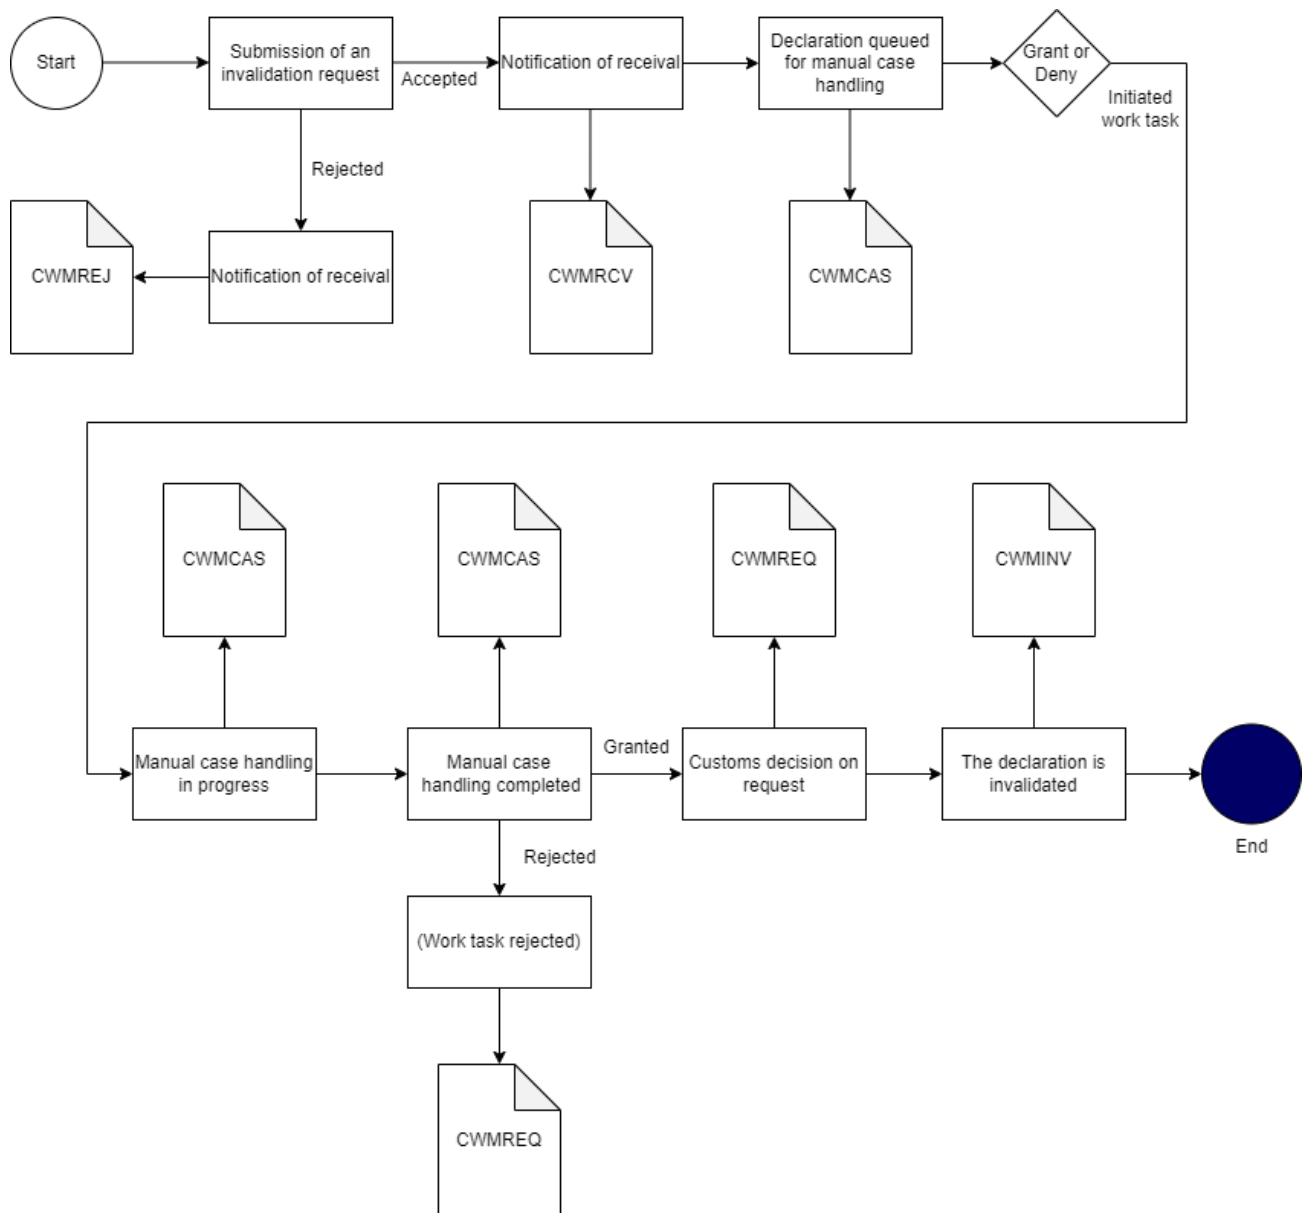 Start
Submission of an
invalidation request
Accepted
Notification of receival
Declaration queued
for manual case
handling
Grant or
Deny
Initiated
work task
Rejected
CWMREJ
Notification of receival
CWMRCV
CWMCAS
CWMCAS
CWMCAS
CWMREQ
CWMINV
Manual case handling
in progress
Manual case
handling completed
Granted
Customs decision on
request
The declaration is
invalidated
End
Rejected
(Work task rejected)
CWMREQ